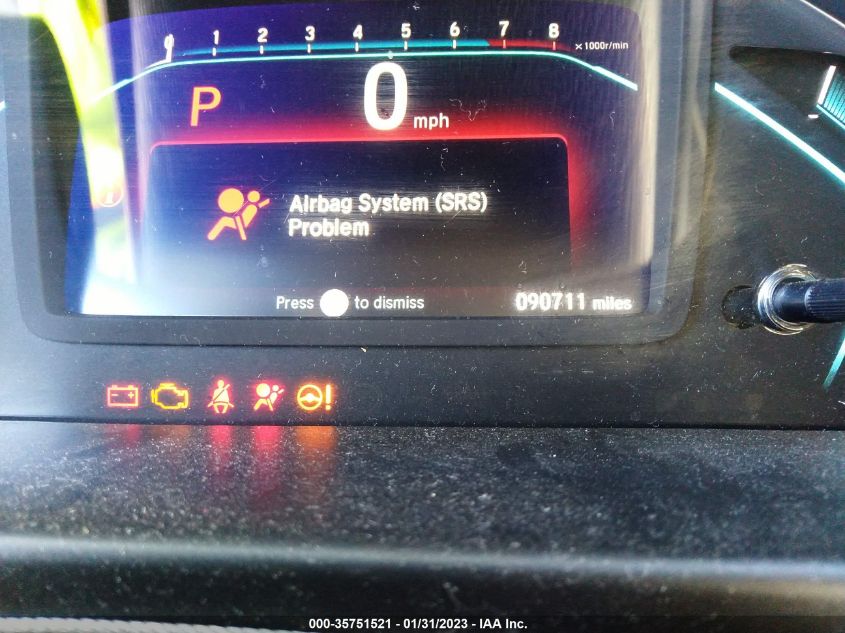 0 1 2 3 4 5 6 7 8 ×1000r/min
P 0 mph
Airbag System (SRS)
Problem
Press to dismiss
090711 miles
000-35751521 - 01/31/2023 - IAA Inc.